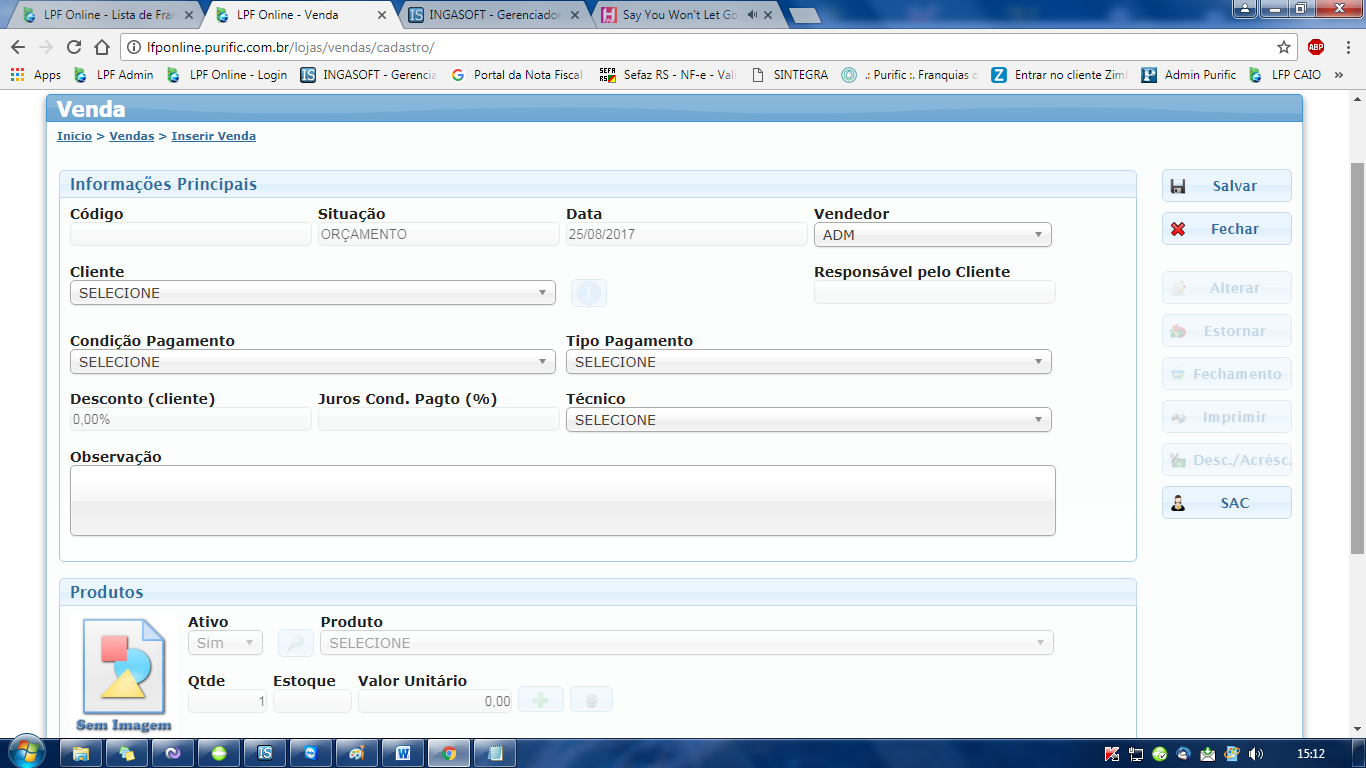 LPF Online - Lista de Fran
LPF Online - Venda
INGASOFT - Gerenciador
Say You Won't Let Go
lfponline.purific.com.br/lojas/vendas/cadastro/
ABP
Apps LPF Admin LPF Online - Login INGASOFT - Gerencia Portal da Nota Fiscal Sefaz RS - NF-e - Vali SINTEGRA .: Purific :. Franquias Entrar no cliente Zim Admin Purific LFP CAIO »
Venda
Inicio > Vendas > Inserir Venda
Informações Principais
Código Situação Data Vendedor
ORÇAMENTO 25/08/2017 ADM
Cliente Responsável pelo Cliente
SELECIONE
Condição Pagamento Tipo Pagamento
SELECIONE SELECIONE
Desconto (cliente) Juros Cond. Pagto (%) Técnico
0,00% SELECIONE
Observação
Salvar
Fechar
Alterar
Estornar
Fechamento
Imprimir
Desc./Acrésc.
SAC
Produtos
Ativo Produto
Sim SELECIONE
Qtde Estoque Valor Unitário
1 0,00
Sem Imagem
15:12